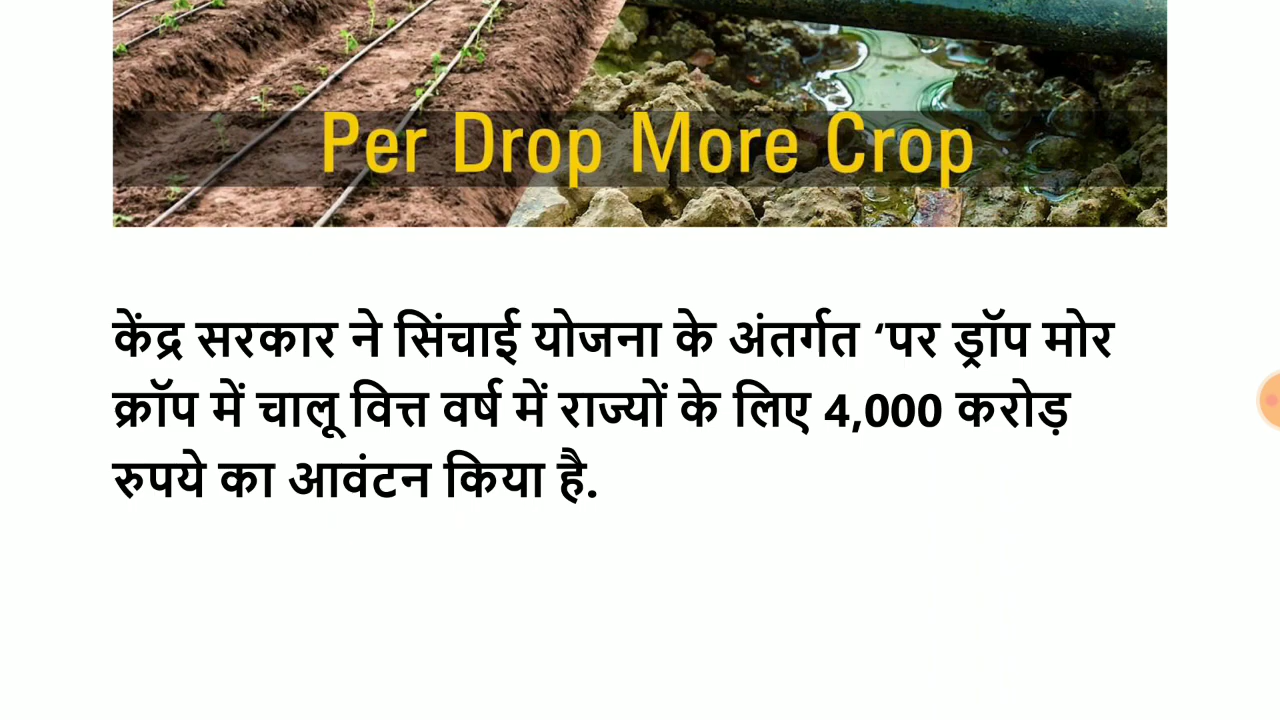 Per Drop More Crop
केंद्र सरकार ने सिंचाई योजना के अंतर्गत ‘पर ड्रॉप मोर
क्रॉप में चालू वित्त वर्ष में राज्यों के लिए 4,000 करोड़
रुपये का आवंटन किया है.